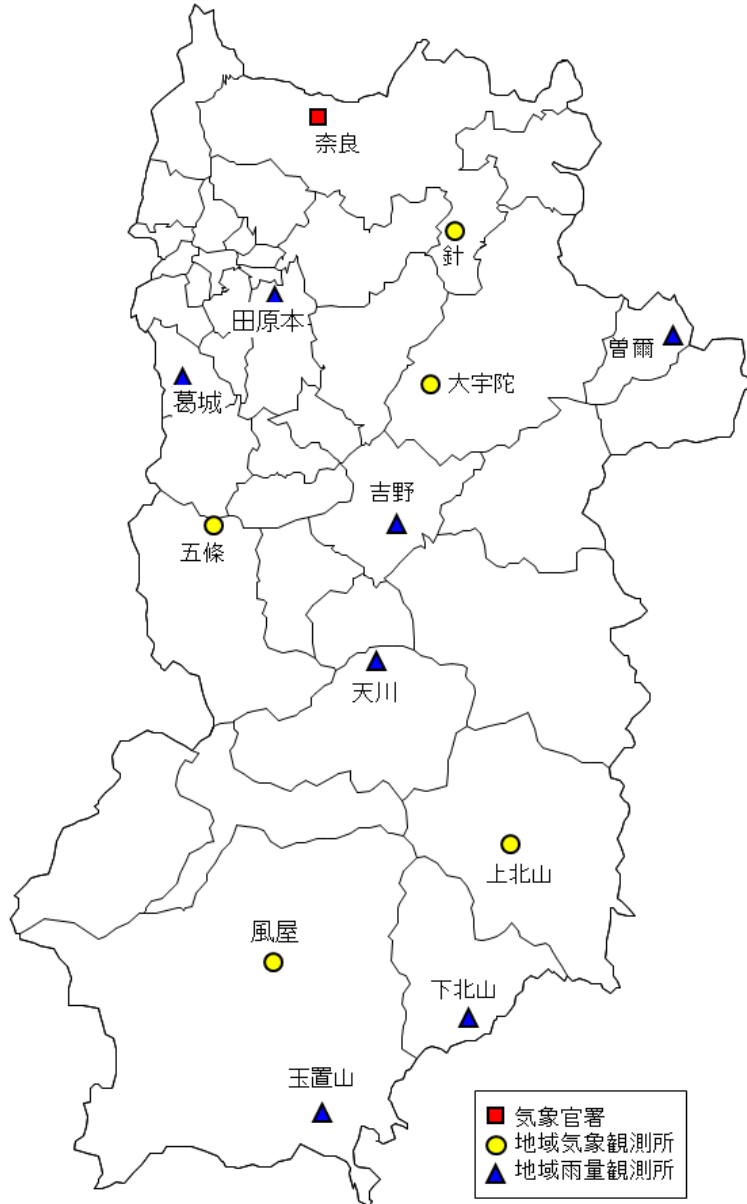 奈良
針
田原本
曽爾
葛城
大宇陀
吉野
五條
天川
上北山
風屋
下北山
玉置山
気象官署
地域気象観測所
地域雨量観測所